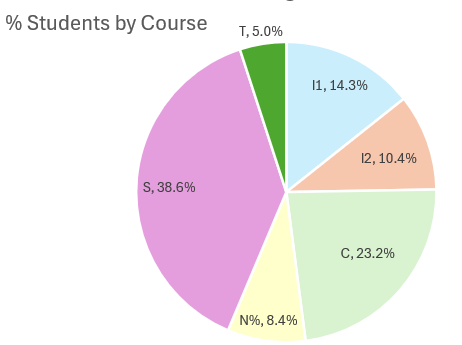 % Students by Course
T, 5.0%
I1, 14.3%
I2, 10.4%
S, 38.6%
C, 23.2%
N%, 8.4%